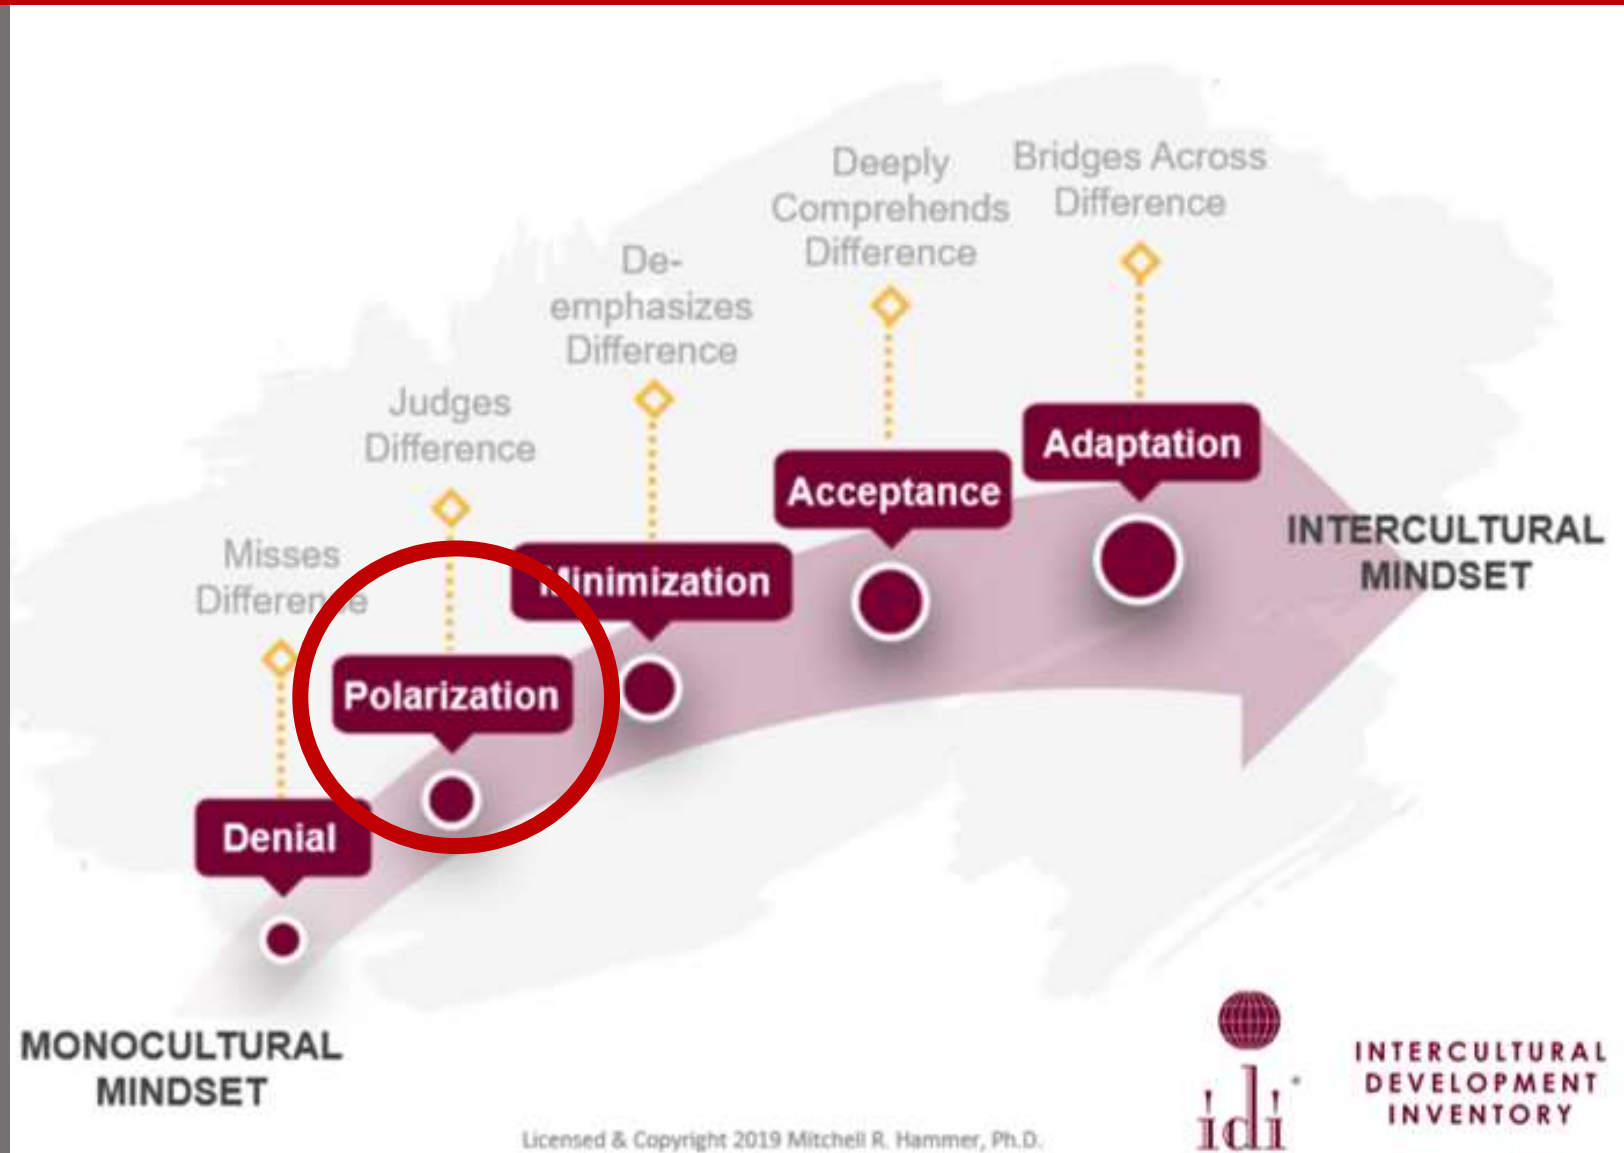 Deeply
Comprehends
Difference
Bridges Across
Difference
De-
emphasizes
Difference
Judges
Difference
Misses
Difference
Adaptation
Acceptance
Minimization
Polarization
Denial
INTERCULTURAL
MINDSET
MONOCULTURAL
MINDSET
idi
INTERCULTURAL
DEVELOPMENT
INVENTORY
Licensed & Copyright 2019 Mitchell R. Hammer, Ph.D.